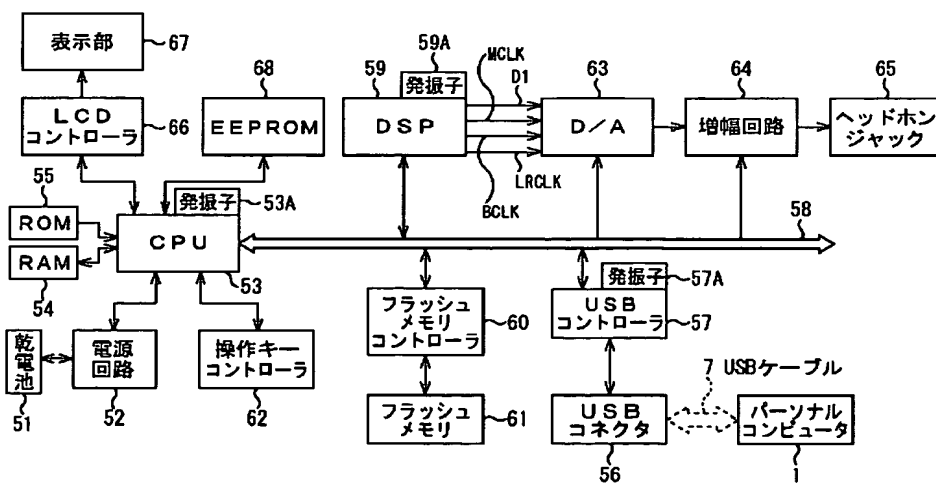 表示部
67
LCD
コントローラ
66
68
EEPROM
59
59A
発振子
DSP
MCLK
D1
LRCLK
BCLK
63
D/A
64
増幅回路
65
ヘッドホン
ジャック
55
ROM
RAM
54
発振子
53A
CPU
53
58
乾電池
51
電源
回路
52
操作キー
コントローラ
62
フラッシュ
メモリ
コントローラ
60
フラッシュ
メモリ
61
発振子
57A
USB
コントローラ
57
USB
コネクタ
56
7 USBケーブル
パーソナル
コンピュータ
1